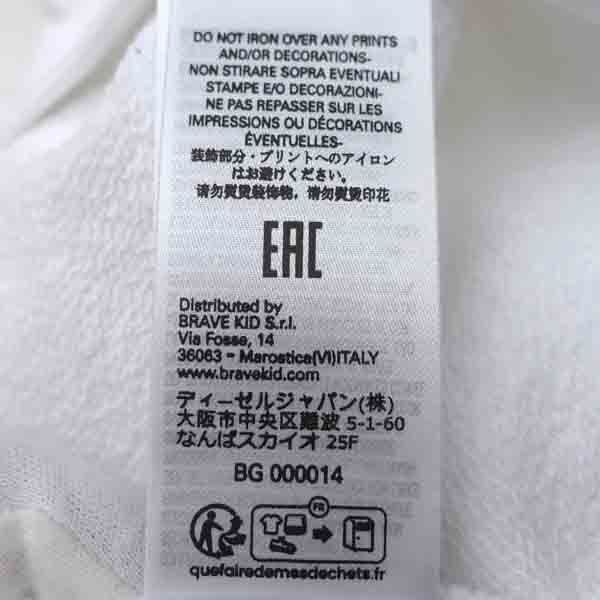 DO NOT IRON OVER ANY PRINTS
AND/OR DECORATIONS-
NON STIRARE SOPRA EVENTUALI
STAMPE E/O DECORAZIONI-
NE PAS REPASSER SUR LES
IMPRESSIONS OU DÉCORATIONS
ÉVENTUELLES-
装飾部分・プリントへのアイロン
はお避けください。
请勿熨烫装饰物，请勿熨烫印花
EAC
Distributed by
BRAVE KID S.r.l.
Via Fosse, 14
36063 - Marostica(VI)ITALY
www.bravekid.com
ディーゼルジャパン(株)
大阪市中央区難波 5-1-60
なんばスカイオ 25F
BG 000014
FR
quefairedemesdechets.fr